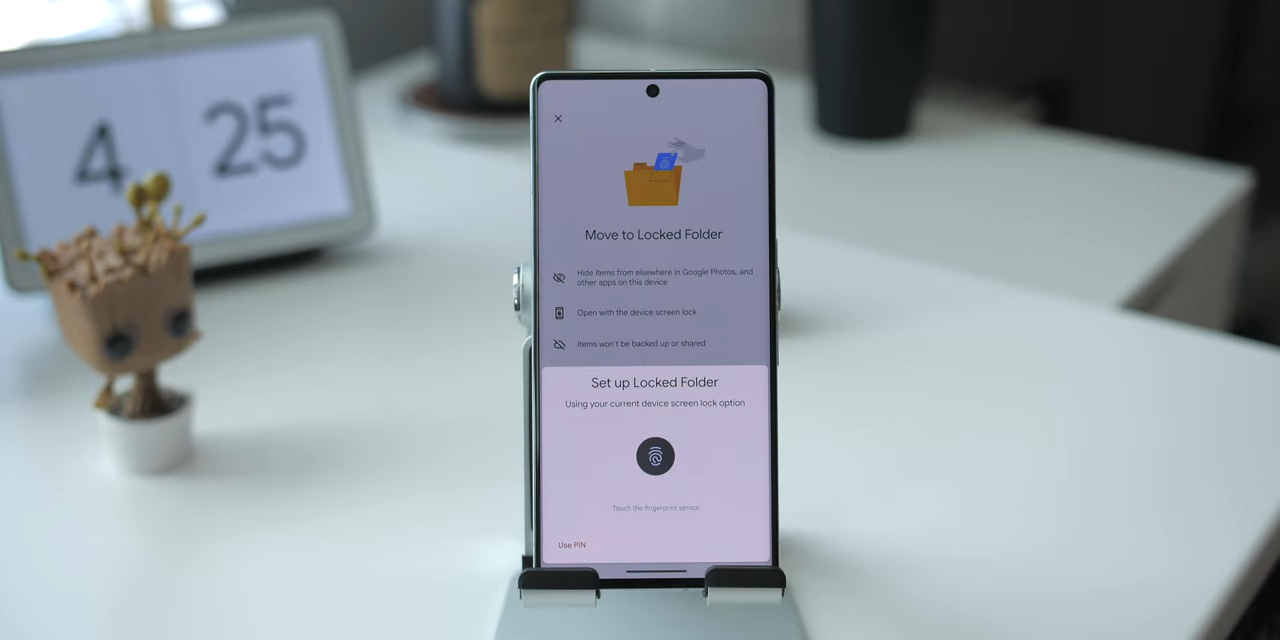 4 25
Move to Locked Folder
Hide items from elsewhere in Google Photos, and
other apps on this device
Open with the device screen lock
Items won't be backed up or shared
Set up Locked Folder
Using your current device screen lock option
Touch the fingerprint sensor
Use PIN